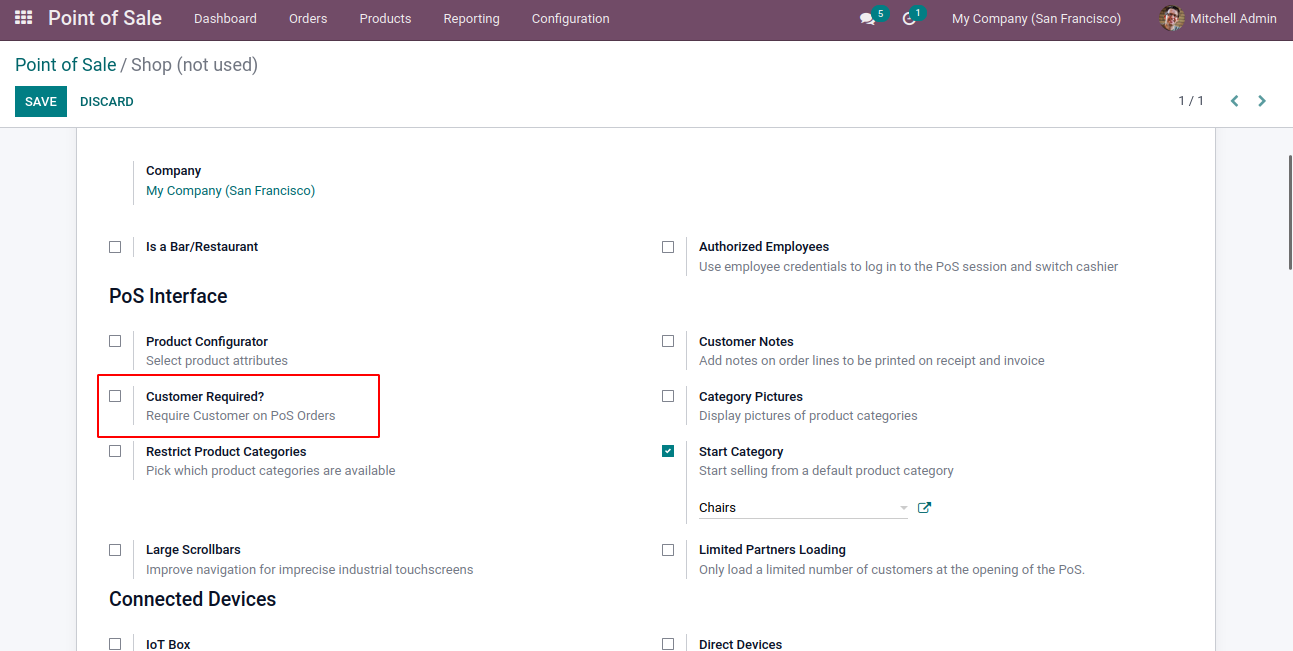 Point of Sale Dashboard Orders Products Reporting Configuration 5 1 My Company (San Francisco) Mitchell Admin
Point of Sale / Shop (not used)
SAVE DISCARD 1 / 1
Company
My Company (San Francisco)
Is a Bar/Restaurant
Authorized Employees
Use employee credentials to log in to the PoS session and switch cashier
PoS Interface
Product Configurator
Select product attributes
Customer Notes
Add notes on order lines to be printed on receipt and invoice
Customer Required?
Require Customer on PoS Orders
Category Pictures
Display pictures of product categories
Restrict Product Categories
Pick which product categories are available
Start Category
Start selling from a default product category
Chairs
Large Scrollbars
Improve navigation for imprecise industrial touchscreens
Limited Partners Loading
Only load a limited number of customers at the opening of the PoS.
Connected Devices
IoT Box
Direct Devices